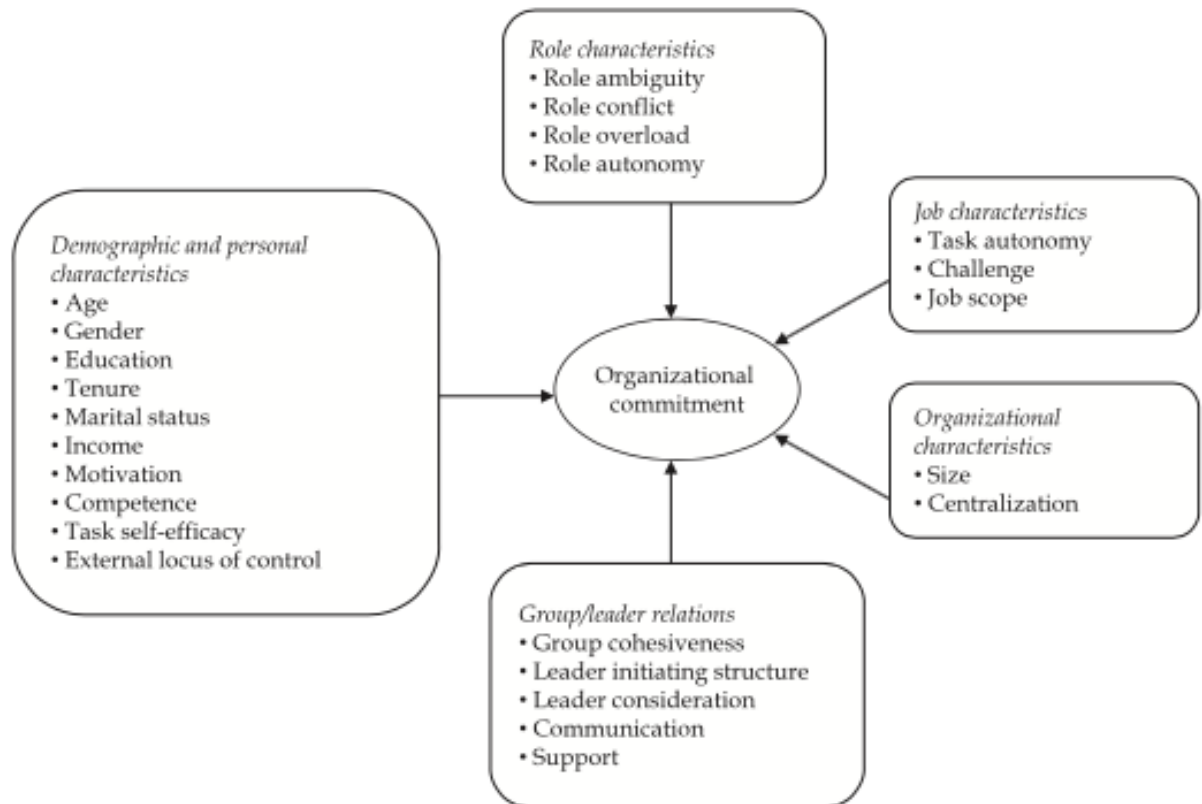 Role characteristics
• Role ambiguity
• Role conflict
• Role overload
• Role autonomy
Demographic and personal
characteristics
• Age
• Gender
• Education
• Tenure
• Marital status
• Income
• Motivation
• Competence
• Task self-efficacy
• External locus of control
Organizational
commitment
Job characteristics
• Task autonomy
• Challenge
• Job scope
Organizational
characteristics
• Size
• Centralization
Group/leader relations
• Group cohesiveness
• Leader initiating structure
• Leader consideration
• Communication
• Support